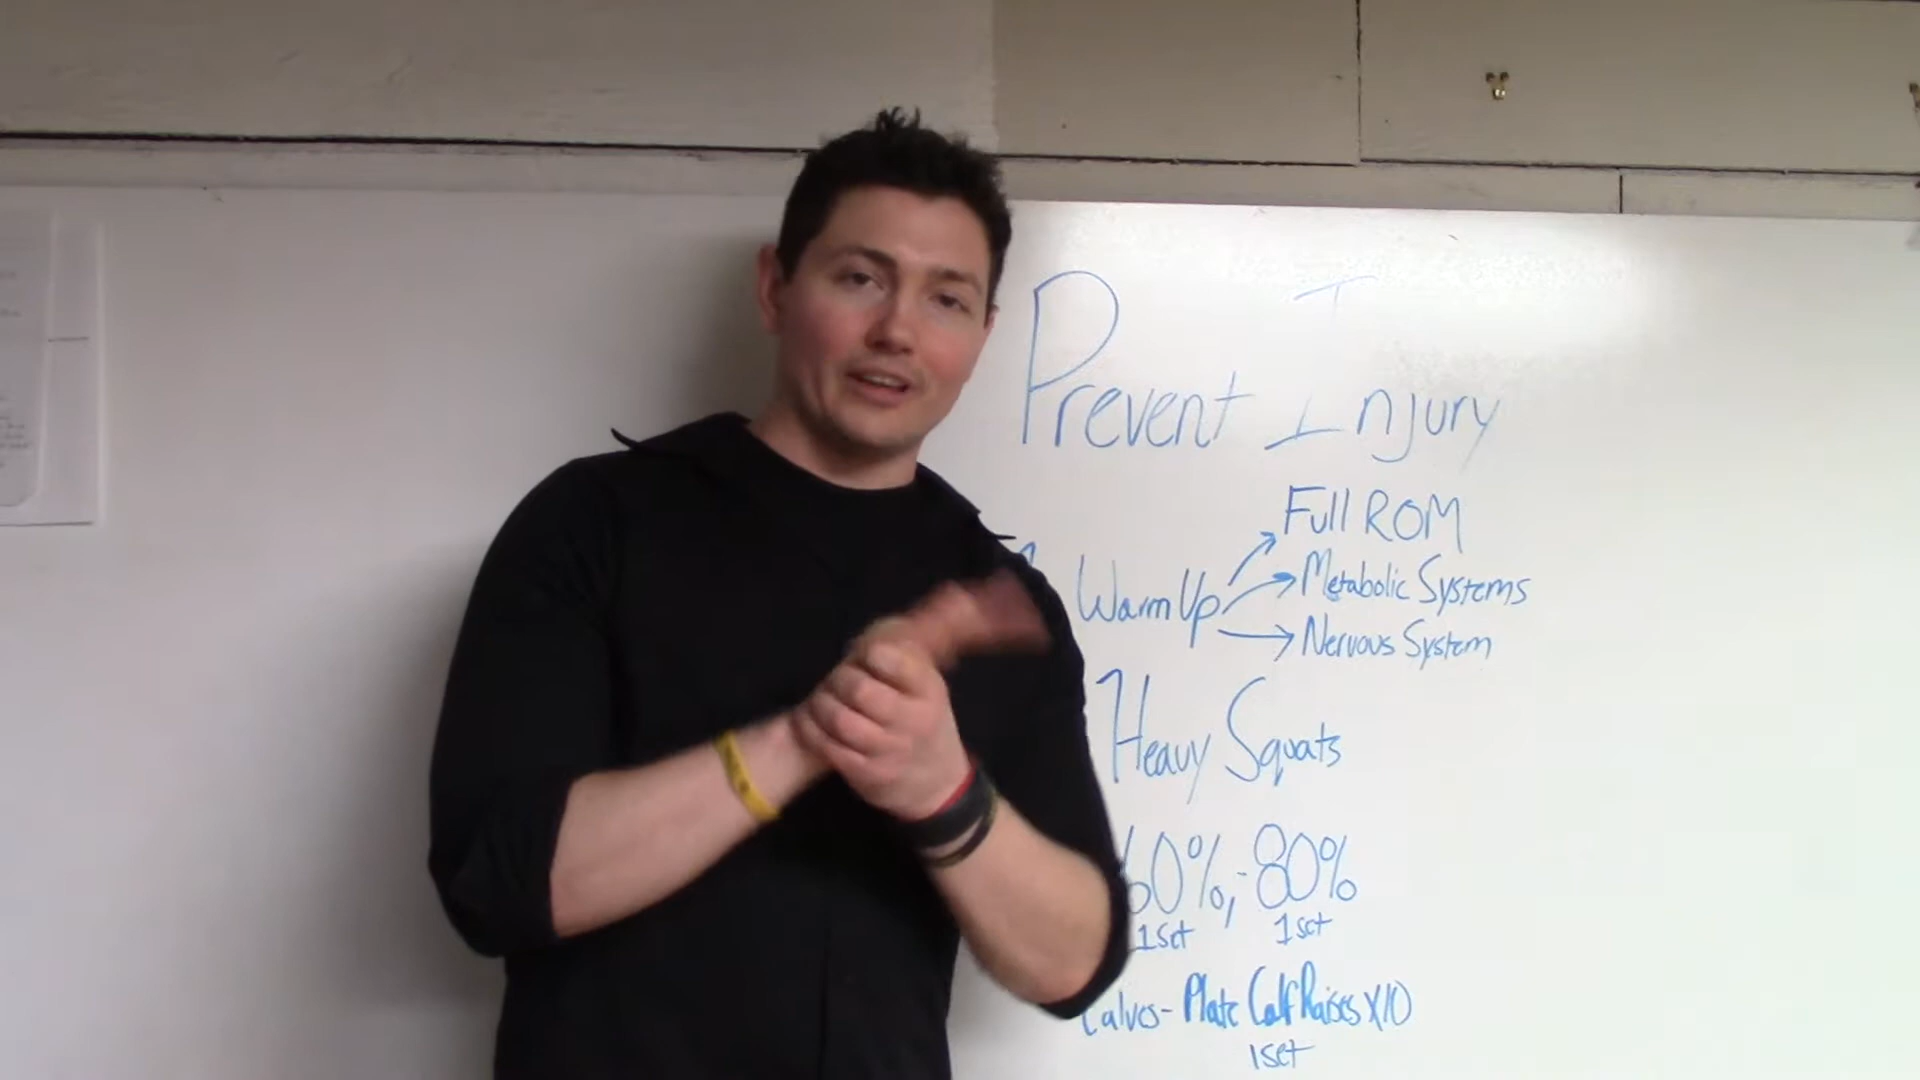 Prevent Injury
Full ROM
Warm Up
Metabolic Systems
Nervous System
Heavy Squats
60%, 80%
1set 1set
Calves - Plate Calf Raises X10
1set